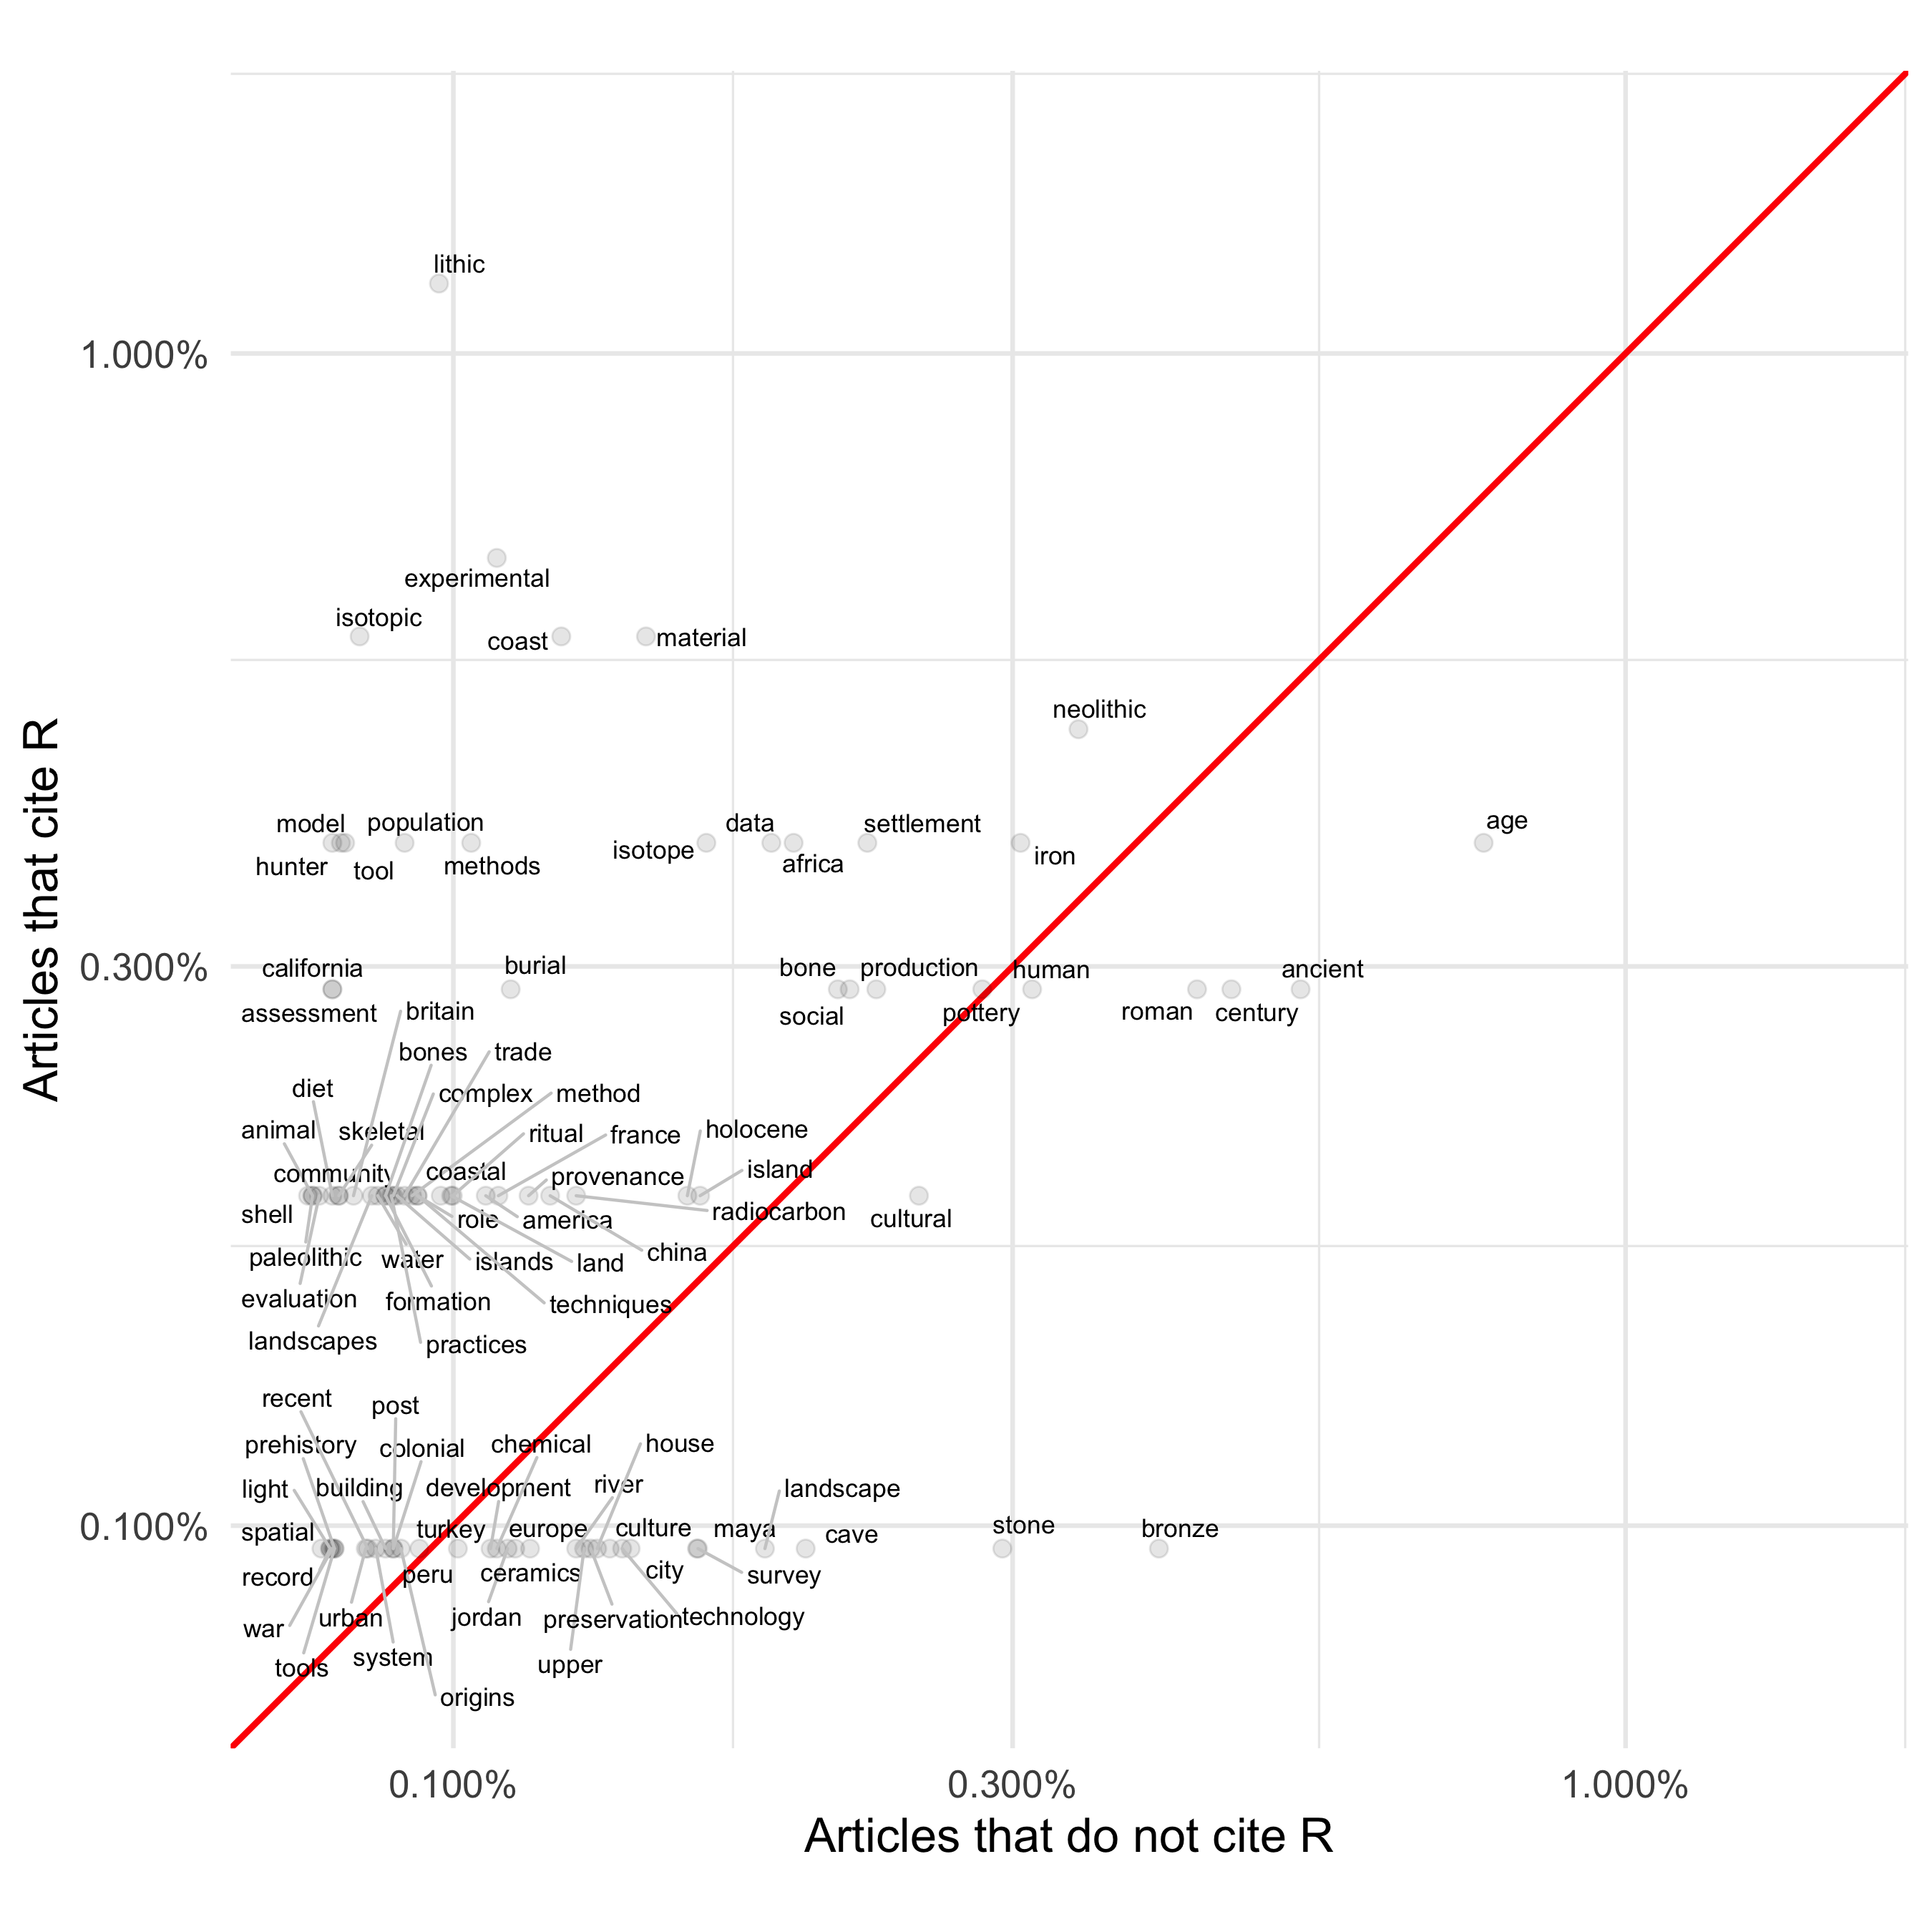 lithic
1.000%
experimental
isotopic
coast
material
neolithic
model
population
data
settlement
age
hunter
tool
methods
isotope
africa
iron
Articles that cite R
0.300%
california
burial
bone
production
human
ancient
assessment
britain
social
pottery
roman
century
bones
trade
diet
complex
method
animal
skeletal
ritual
france
holocene
community
coastal
provenance
island
shell
role
america
radiocarbon
cultural
paleolithic
water
islands
land
china
evaluation
formation
techniques
landscapes
practices
recent
post
prehistory
colonial
chemical
house
light
building
development
river
landscape
0.100%
spatial
turkey
europe
culture
maya
cave
stone
bronze
record
peru
ceramics
city
survey
war
urban
jordan
preservation
technology
tools
system
upper
origins
0.100%
0.300%
1.000%
Articles that do not cite R